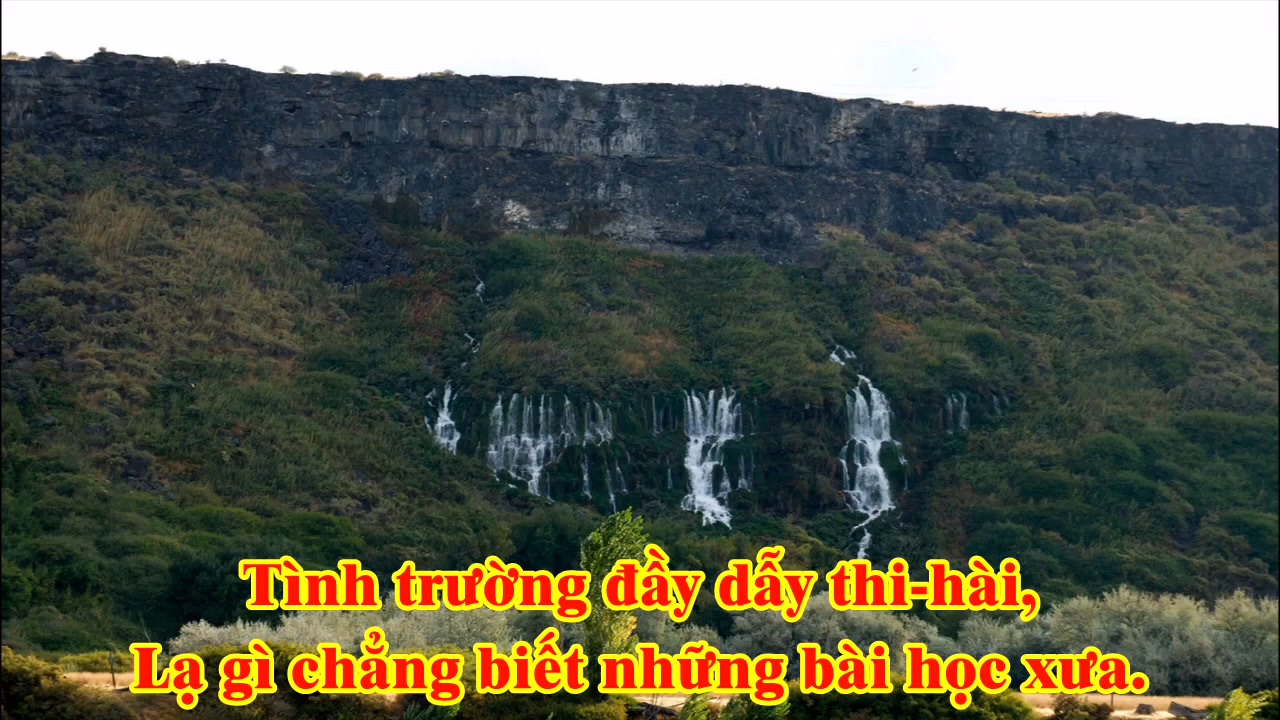 Tình trường đầy dẫy thi-hài,
Lạ gì chẳng biết những bài học xưa.